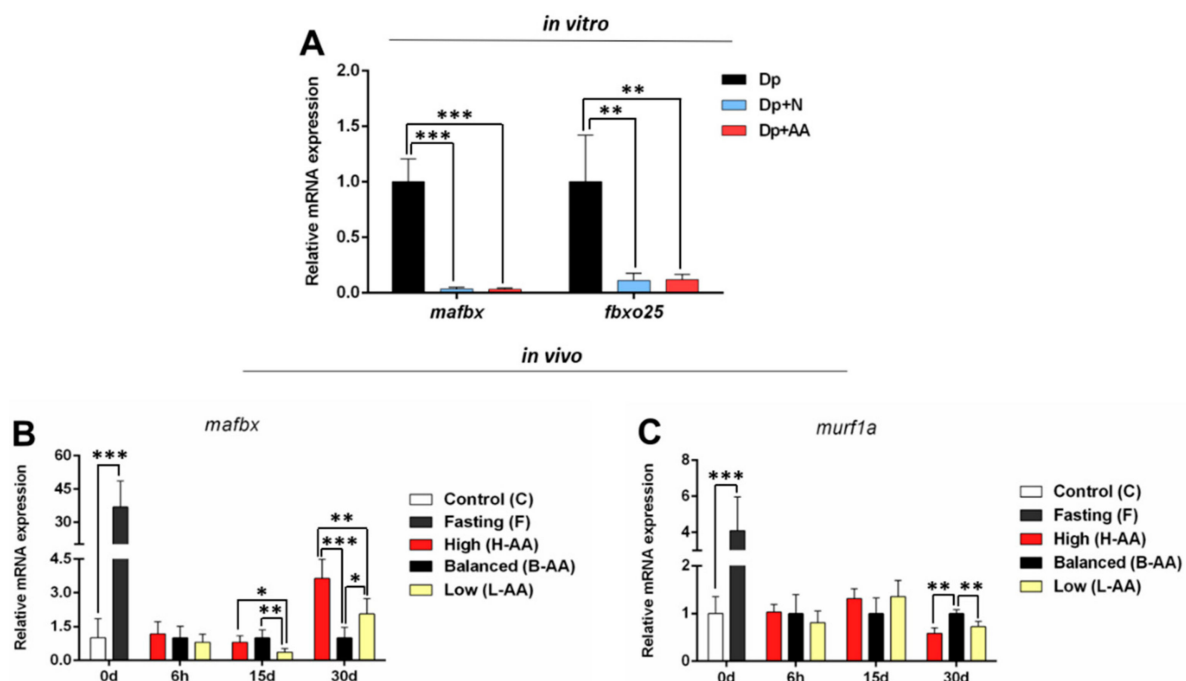 in vitro
A
Relative mRNA expression
2.0
1.5
1.0
0.5
0.0
***
***
**
**
mafbx
fbxo25
Dp
Dp+N
Dp+AA
in vivo
B
mafbx
Relative mRNA expression
60
45
30
4.5
3.0
1.5
0.0
***
*
**
**
***
*
0d
6h
15d
30d
Control (C)
Fasting (F)
High (H-AA)
Balanced (B-AA)
Low (L-AA)
C
murf1a
Relative mRNA expression
8
6
4
2
1
0
***
**
**
0d
6h
15d
30d
Control (C)
Fasting (F)
High (H-AA)
Balanced (B-AA)
Low (L-AA)